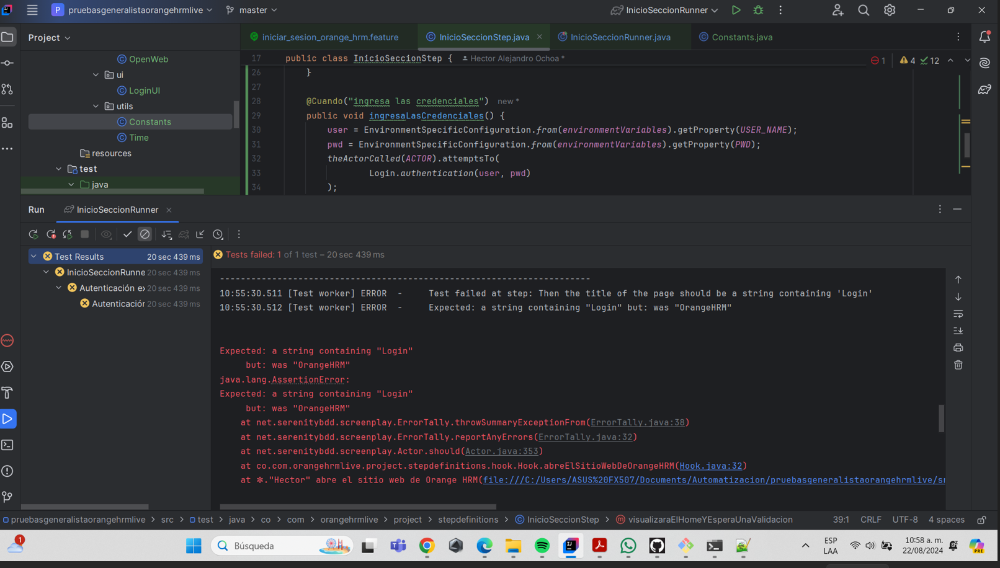 P pruebasgeneralistaorangehrmlive master InicioSeccionRunner
Project
iniciar_sesion_orange_hrm.feature InicioSeccionStep.java InicioSeccionRunner.java Constants.java
OpenWeb
ui
LoginUI
utils
Constants
Time
resources
test
java
17 public class InicioSeccionStep { Hector Alejandro Ochoa *
1 4 12
26 }
27
28 @Cuando("ingresa las credenciales") new *
29 public void ingresaLasCredenciales() {
30 user = EnvironmentSpecificConfiguration.from(environmentVariables).getProperty(USER_NAME);
31 pwd = EnvironmentSpecificConfiguration.from(environmentVariables).getProperty(PWD);
32 theActorCalled(ACTOR).attemptsTo(
33 Login.authentication(user, pwd)
34 );
Run InicioSeccionRunner
Test Results 20 sec 439 ms
InicioSeccionRunne 20 sec 439 ms
Autenticación ex 20 sec 439 ms
Autenticación 20 sec 439 ms
Tests failed: 1 of 1 test – 20 sec 439 ms
------------------------------------------------------------------------
10:55:30.511 [Test worker] ERROR - Test failed at step: Then the title of the page should be a string containing 'Login'
10:55:30.512 [Test worker] ERROR - Expected: a string containing "Login" but: was "OrangeHRM"
Expected: a string containing "Login"
but: was "OrangeHRM"
java.lang.AssertionError:
Expected: a string containing "Login"
but: was "OrangeHRM"
at net.serenitybdd.screenplay.ErrorTally.throwSummaryExceptionFrom(ErrorTally.java:38)
at net.serenitybdd.screenplay.ErrorTally.reportAnyErrors(ErrorTally.java:32)
at net.serenitybdd.screenplay.Actor.should(Actor.java:353)
at co.com.orangehrmlive.project.stepdefinitions.hook.Hook.abreElSitioWebDeOrangeHRM(Hook.java:32)
at ✽."Hector" abre el sitio web de Orange HRM(file:///C:/Users/ASUS%20FX507/Documents/Automatizacion/pruebasgeneralistaorangehrmlive/sr
pruebasgeneralistaorangehrmlive > src > test > java > co > com > orangehrmlive > project > stepdefinitions > InicioSeccionStep > visualizaraElHomeYEsperaUnaValidacion 39:1 CRLF UTF-8 4 spaces
1
Búsqueda
ESP
LAA
10:58 a. m.
22/08/2024
PRE